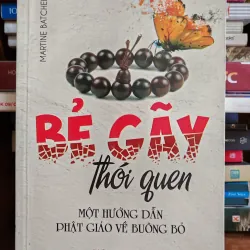 MARTINE BATCHELOR
BẺ GÃY
thói quen
MỘT HƯỚNG DẪN
PHẬT GIÁO VỀ BUÔNG BỎ